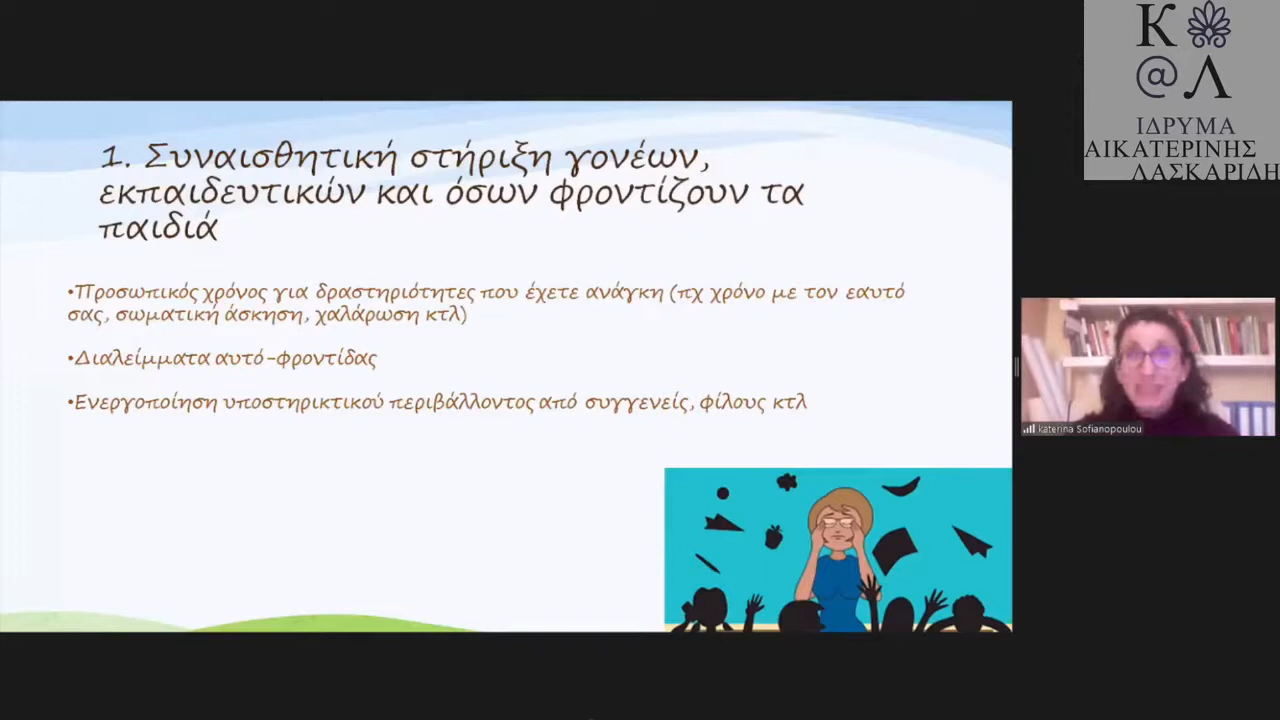 1. Συναισθητική στήριξη γονέων,
εκπαιδευτικών και όσων φροντίζουν τα
παιδιά
•Προσωπικός χρόνος για δραστηριότητες που έχετε ανάγκη (πχ χρόνο με τον εαυτό
σας, σωματική άσκηση, χαλάρωση κτλ)
•Διαλείμματα αυτό-φροντίδας
•Ενεργοποίηση υποστηρικτικού περιβάλλοντος από συγγενείς, φίλους κτλ
Κ
@Λ
ΙΔΡΥΜΑ
ΑΙΚΑΤΕΡΙΝΗΣ
ΛΑΣΚΑΡΙΔΗ
katerina Sofianopoulou